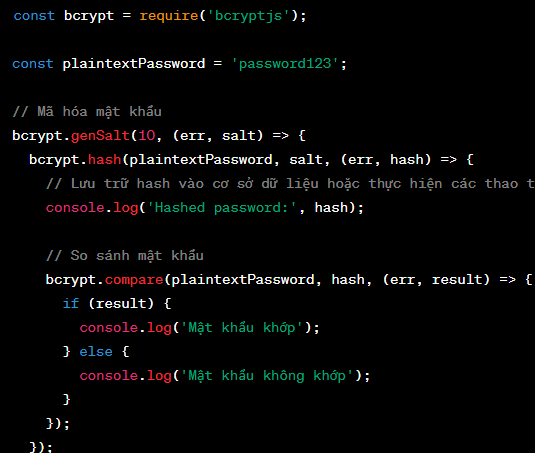 const bcrypt = require('bcryptjs');
const plaintextPassword = 'password123';
// Mã hóa mật khẩu
bcrypt.genSalt(10, (err, salt) => {
  bcrypt.hash(plaintextPassword, salt, (err, hash) => {
    // Lưu trữ hash vào cơ sở dữ liệu hoặc thực hiện các thao t
    console.log('Hashed password:', hash);
    // So sánh mật khẩu
    bcrypt.compare(plaintextPassword, hash, (err, result) => {
      if (result) {
        console.log('Mật khẩu khớp');
      } else {
        console.log('Mật khẩu không khớp');
      }
    });
  });